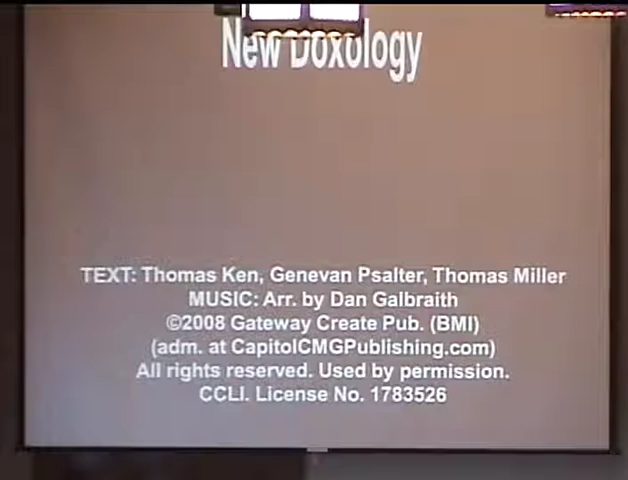 New Doxology
TEXT: Thomas Ken, Genevan Psalter, Thomas Miller
MUSIC: Arr. by Dan Galbraith
©2008 Gateway Create Pub. (BMI)
(adm. at CapitolCMGPublishing.com)
All rights reserved. Used by permission.
CCLI. License No. 1783526